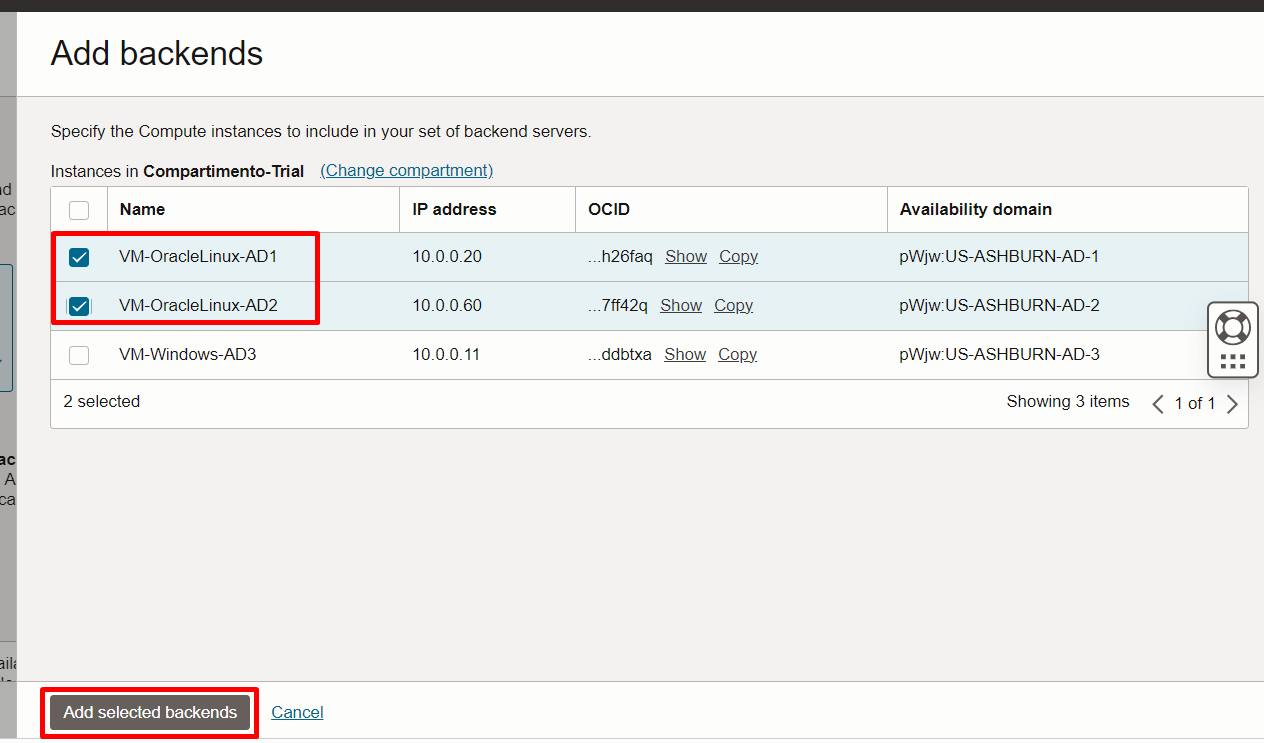 Add backends
Specify the Compute instances to include in your set of backend servers.
Instances in Compartimento-Trial (Change compartment)
Name IP address OCID Availability domain
VM-OracleLinux-AD1 10.0.0.20 ...h26faq Show Copy pWjw:US-ASHBURN-AD-1
VM-OracleLinux-AD2 10.0.0.60 ...7ff42q Show Copy pWjw:US-ASHBURN-AD-2
VM-Windows-AD3 10.0.0.11 ...ddbtxa Show Copy pWjw:US-ASHBURN-AD-3
2 selected Showing 3 items 1 of 1
Add selected backends Cancel